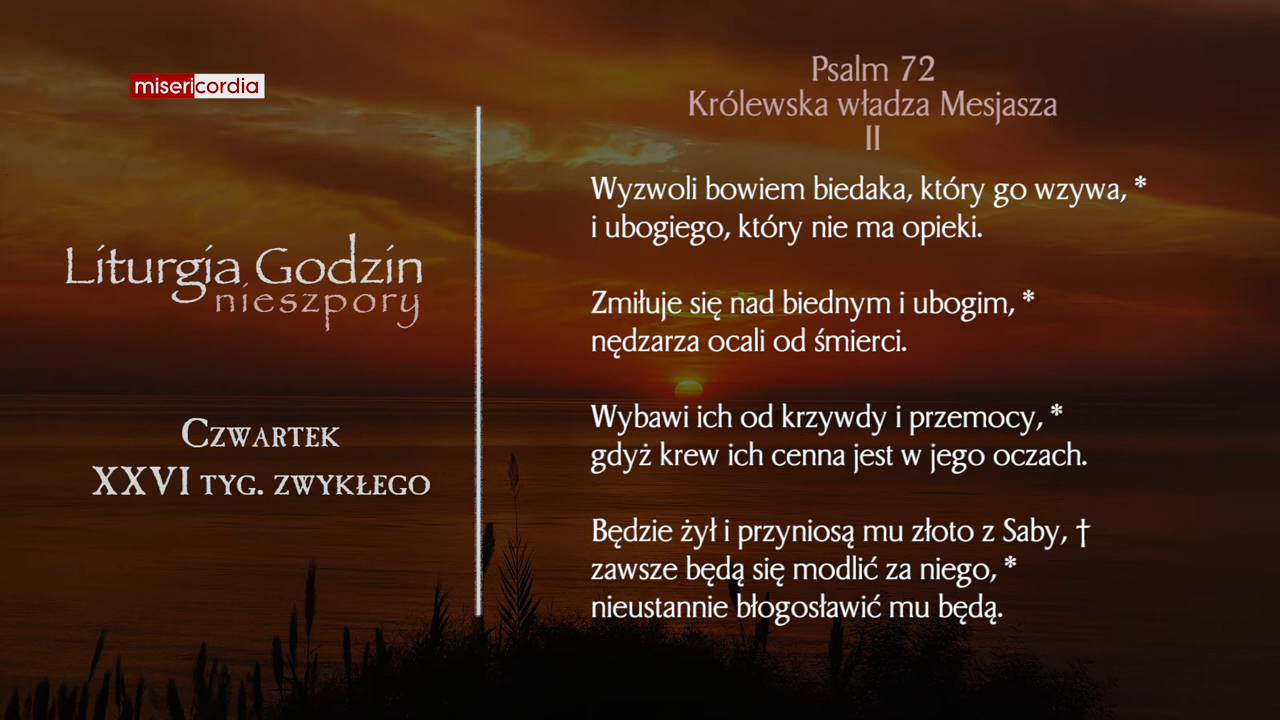 misericordia
Liturgia Godzin
nieszpory
Czwartek
XXVI tyg. zwykłego
Psalm 72
Królewska władza Mesjasza
II
Wyzwoli bowiem biedaka, który go wzywa, *
i ubogiego, który nie ma opieki.
Zmiłuje się nad biednym i ubogim, *
nędzarza ocali od śmierci.
Wybawi ich od krzywdy i przemocy, *
gdyż krew ich cenna jest w jego oczach.
Będzie żył i przyniosą mu złoto z Saby, †
zawsze będą się modlić za niego, *
nieustannie błogosławić mu będą.